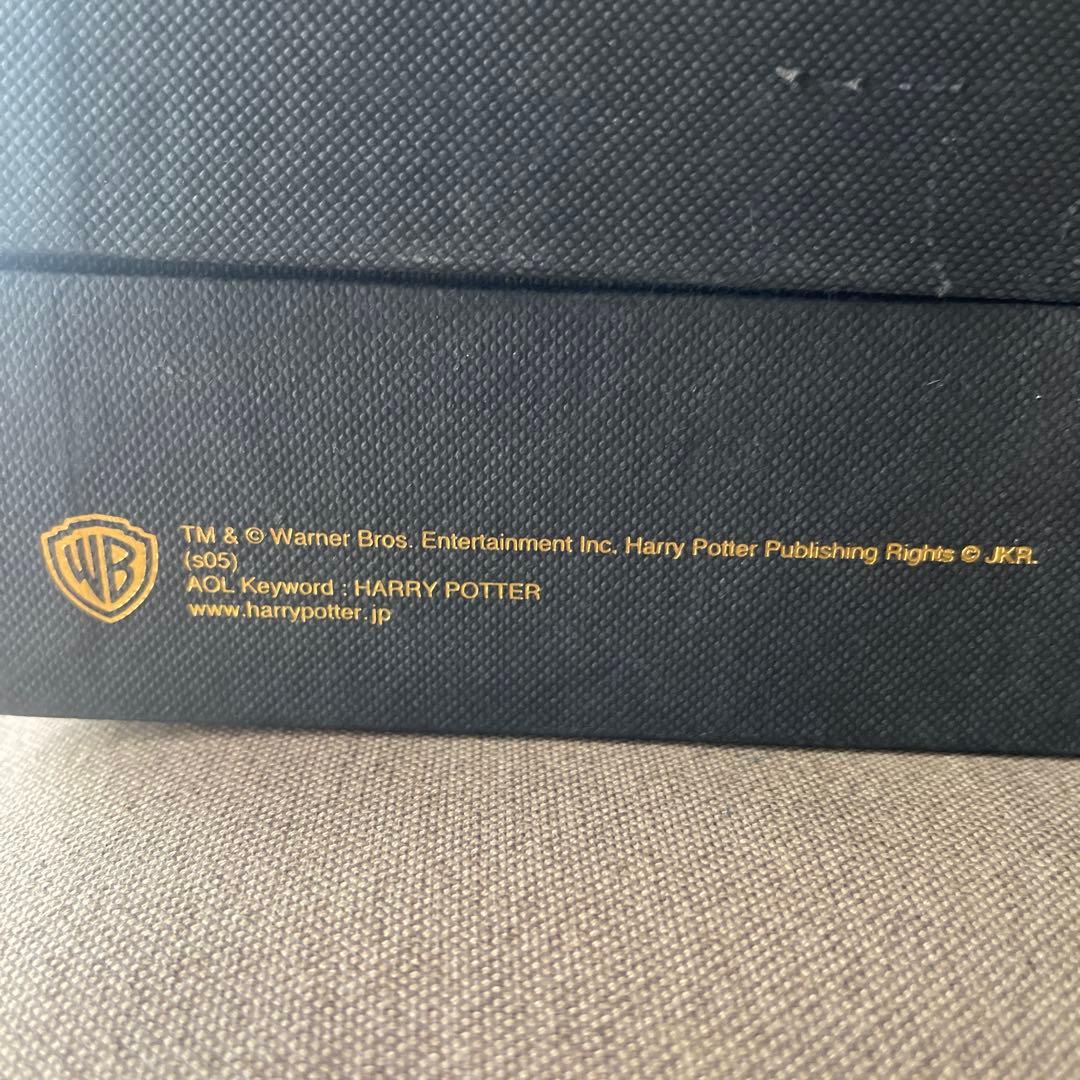 WB
TM & © Warner Bros. Entertainment Inc. Harry Potter Publishing Rights © JKR.
(s05)
AOL Keyword : HARRY POTTER
www.harrypotter.jp